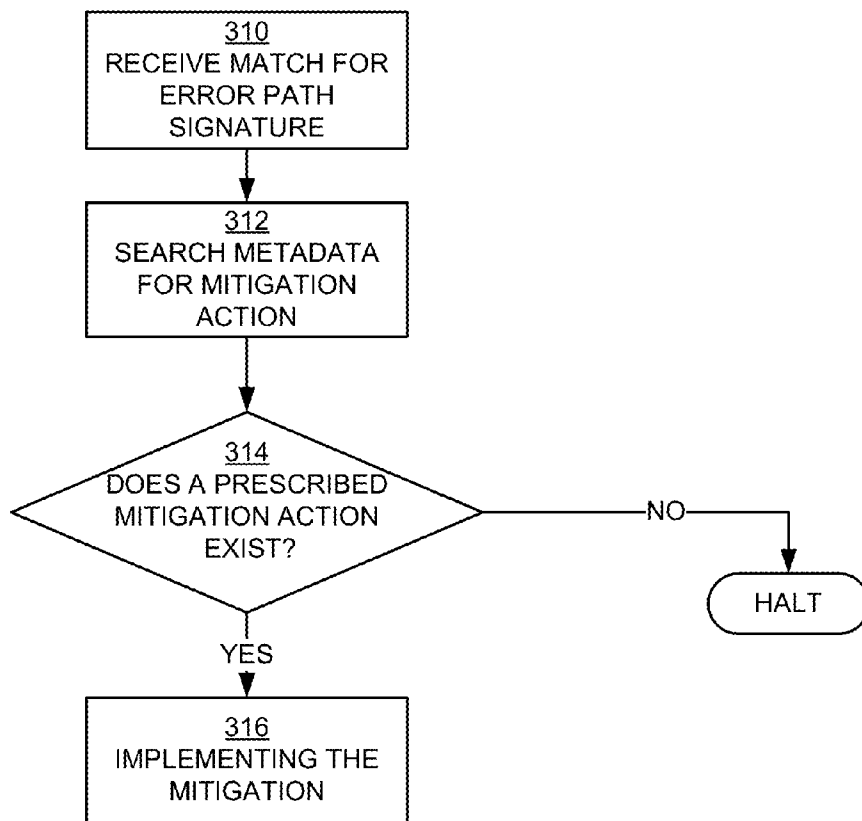 310
RECEIVE MATCH FOR
ERROR PATH
SIGNATURE
312
SEARCH METADATA
FOR MITIGATION
ACTION
314
DOES A PRESCRIBED
MITIGATION ACTION
EXIST?
NO
HALT
YES
316
IMPLEMENTING THE
MITIGATION